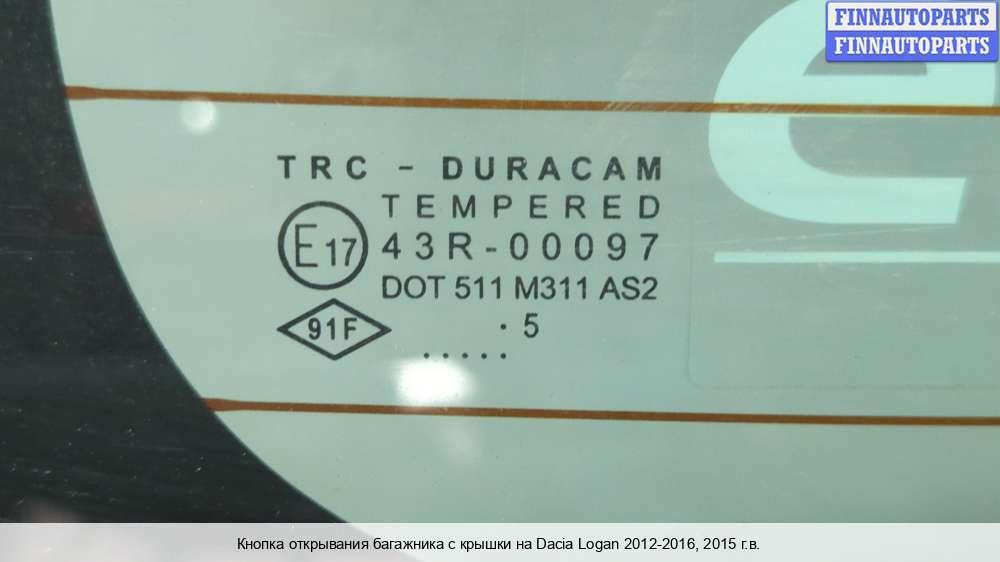 FINNAUTOPARTS
FINNAUTOPARTS
TRC - DURACAM
TEMPERED
E17
43R-00097
DOT 511 M311 AS2
91F
. 5
.....
Кнопка открывания багажника с крышки на Dacia Logan 2012-2016, 2015 г.в.